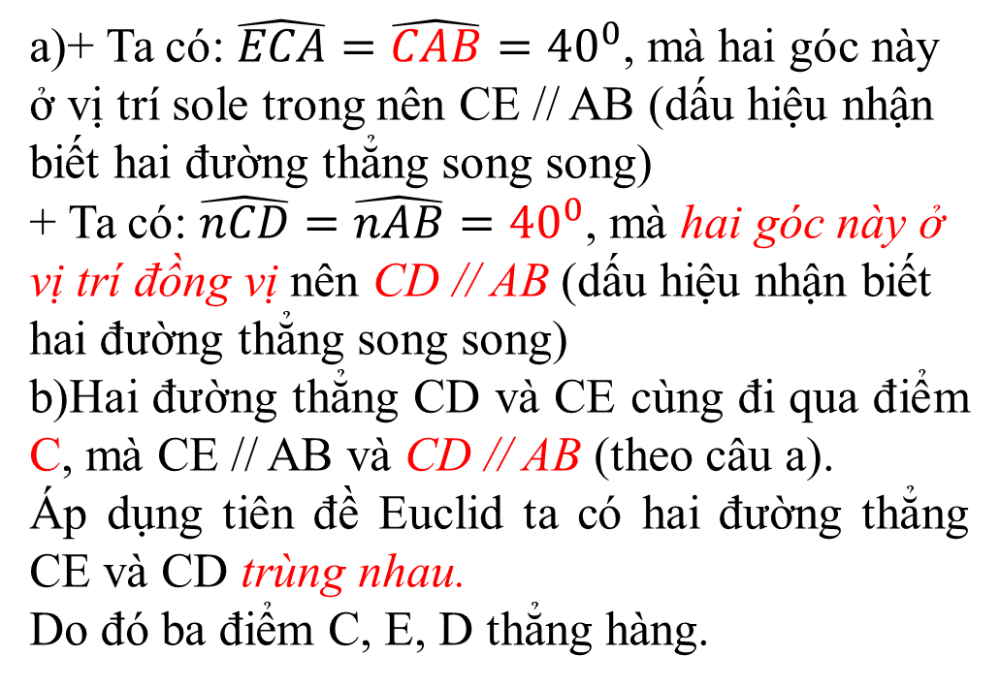 a)+ Ta có: $\widehat{ECA} = \widehat{CAB} = 40^0$, mà hai góc này
ở vị trí sole trong nên CE // AB (dấu hiệu nhận
biết hai đường thẳng song song)
+ Ta có: $\widehat{nCD} = \widehat{nAB} = 40^0$, mà hai góc này ở
vị trí đồng vị nên CD // AB (dấu hiệu nhận biết
hai đường thẳng song song)
b)Hai đường thẳng CD và CE cùng đi qua điểm
C, mà CE // AB và CD // AB (theo câu a).
Áp dụng tiên đề Euclid ta có hai đường thẳng
CE và CD trùng nhau.
Do đó ba điểm C, E, D thẳng hàng.